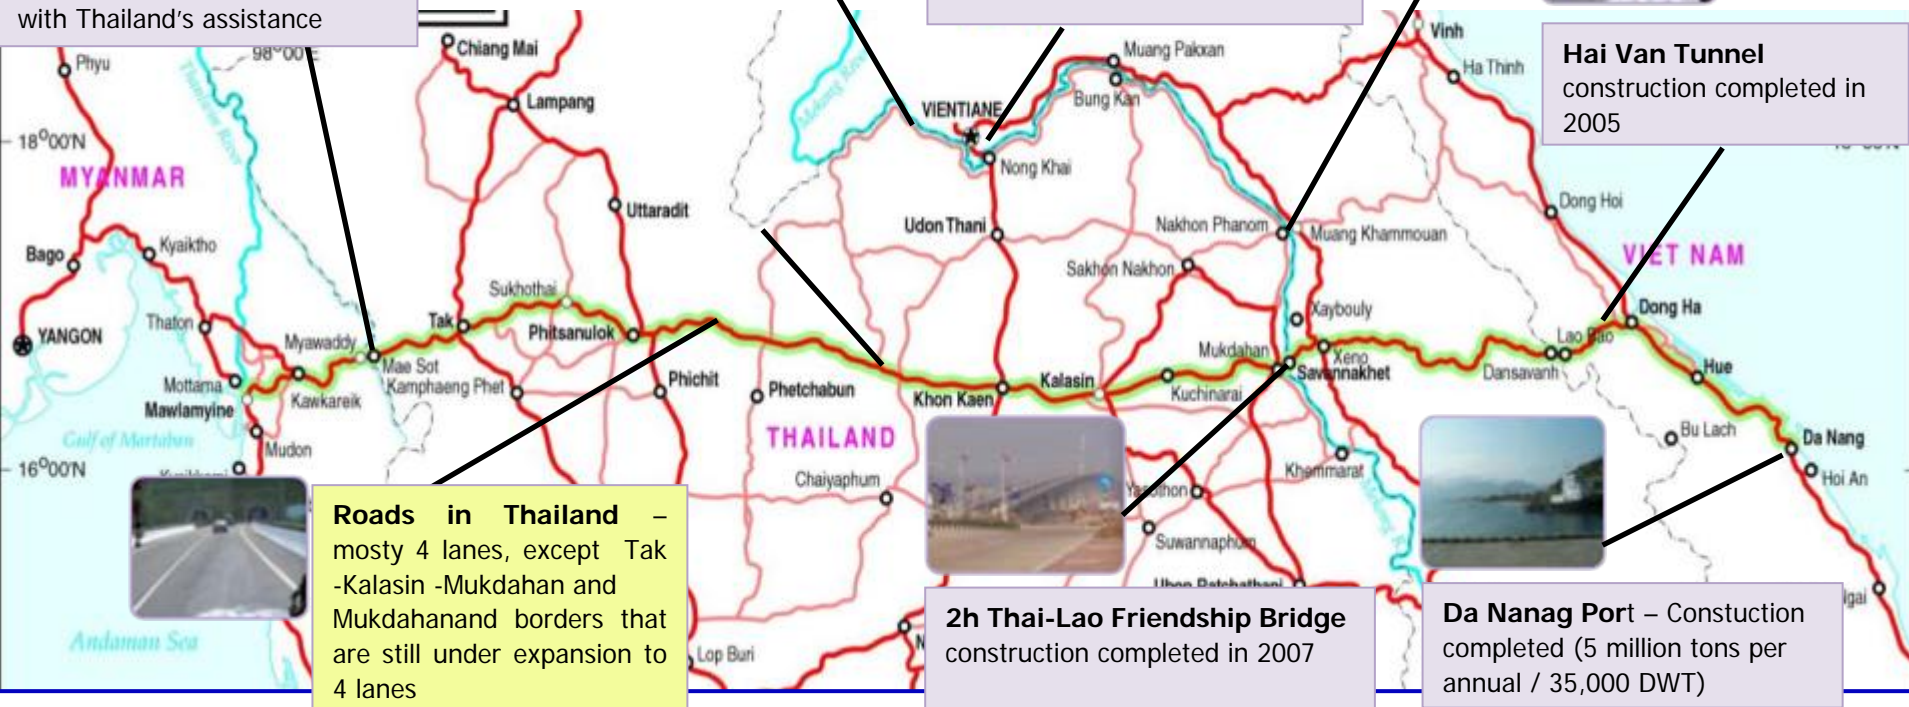 with Thailand's assistance
Hai Van Tunnel
construction completed in
2005
Phyu
98°00'E
Chiang Mai
Lampang
Muang Pakxan
Vinh
Ha Thinh
Bung Kan
VIENTIANE
Nong Khai
Mekong River
18°00'N
MYANMAR
Uttaradit
Udon Thani
Nakhon Phanom
Muang Khammouan
Dong Hoi
VIET NAM
Bago
Kyaiktho
Sakhon Nakhon
Sukhothai
Xaybouly
Dong Ha
YANGON
Thaton
Tak
Phitsanulok
Myawaddy
Mae Sot
Mukdahan
Xeno
Lao Bao
Mottama
Kamphaeng Phet
Phichit
Phetchabun
Khon Kaen
Kalasin
Kuchinarai
Savannakhet
Dansavanh
Hue
Mawlamyine
Kawkareik
Gulf of Martaban
Mudon
THAILAND
Bu Lach
Da Nang
16°00'N
Chaiyaphum
Khemmarat
Hoi An
Yasothon
Suwannaphum
Ubon Ratchathani
Andaman Sea
Lop Buri
Roads in Thailand –
mosty 4 lanes, except Tak
-Kalasin -Mukdahan and
Mukdahanand borders that
are still under expansion to
4 lanes
2h Thai-Lao Friendship Bridge
construction completed in 2007
Da Nanag Port – Constuction
completed (5 million tons per
annual / 35,000 DWT)